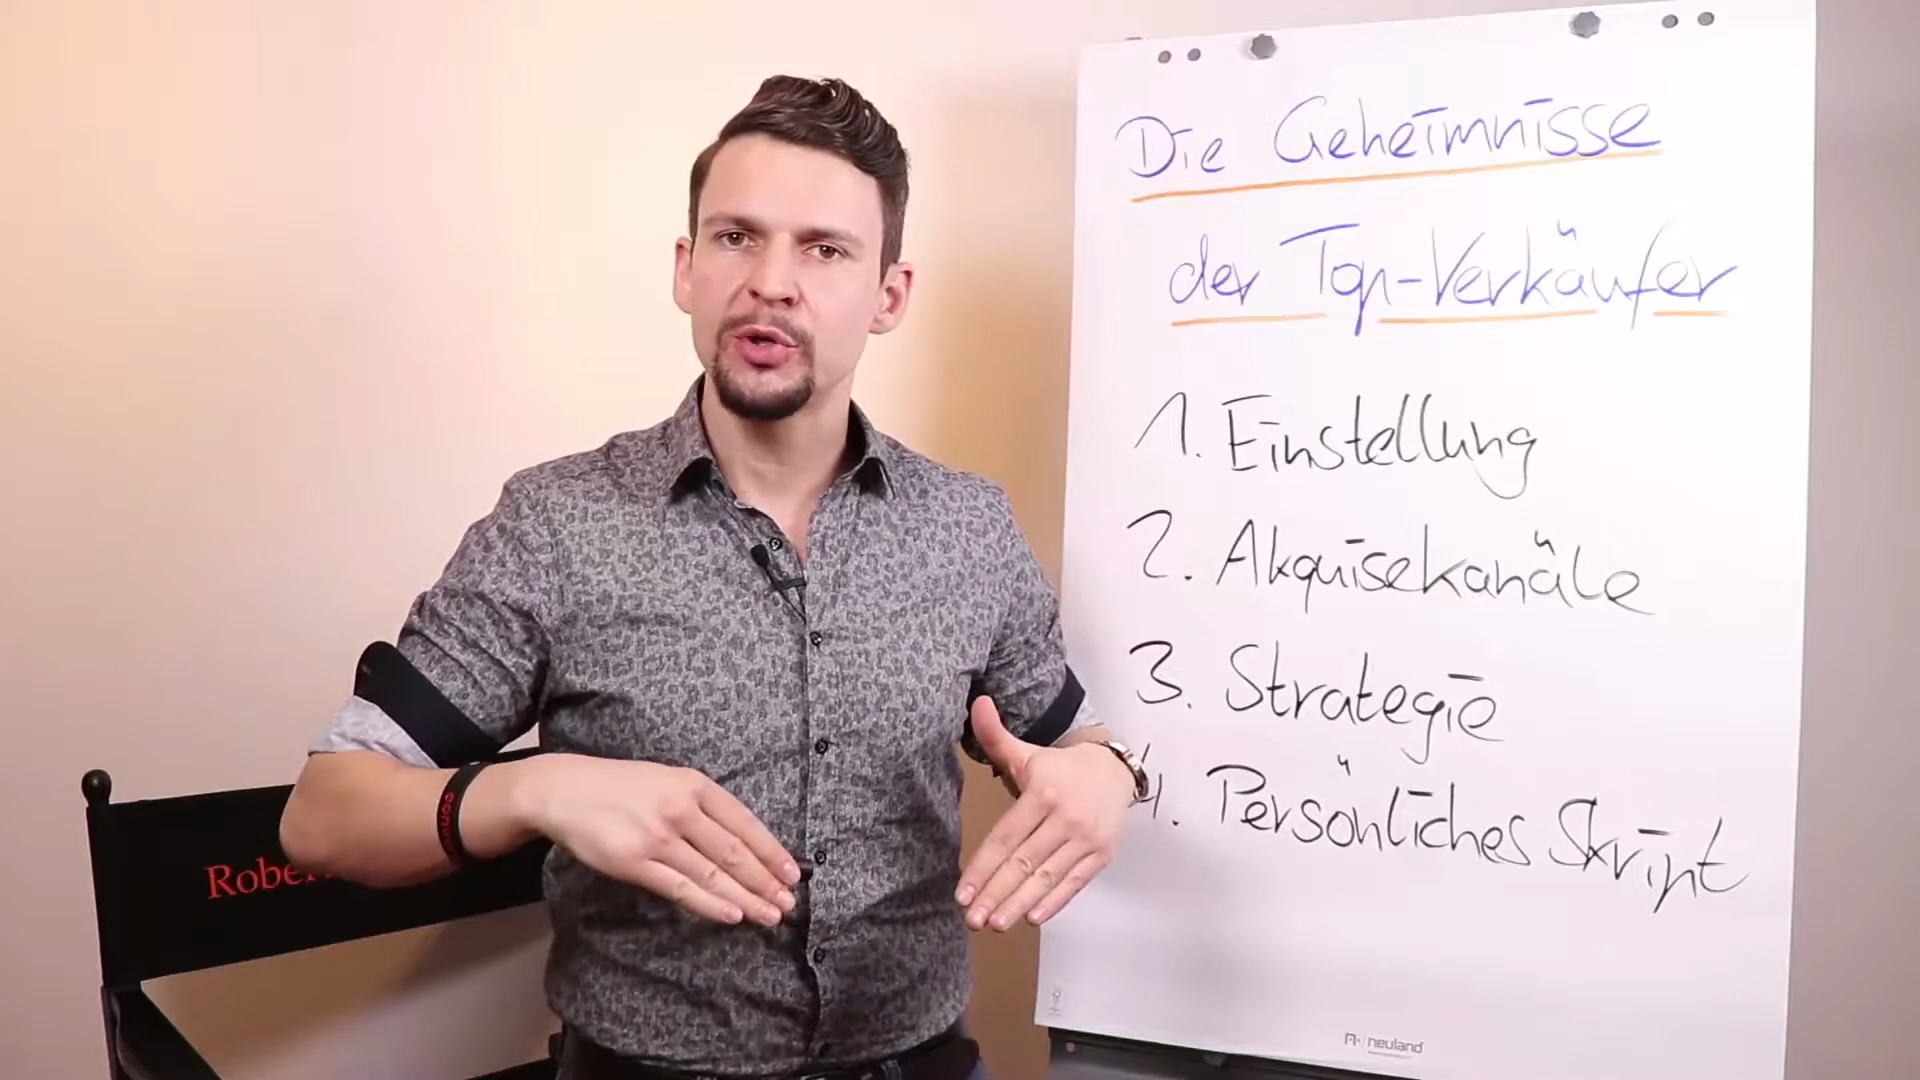 Die Geheimnisse
der Top-Verkäufer
1. Einstellung
2. Akquisekanäle
3. Strategie
4. Persönliches Skript
neuland